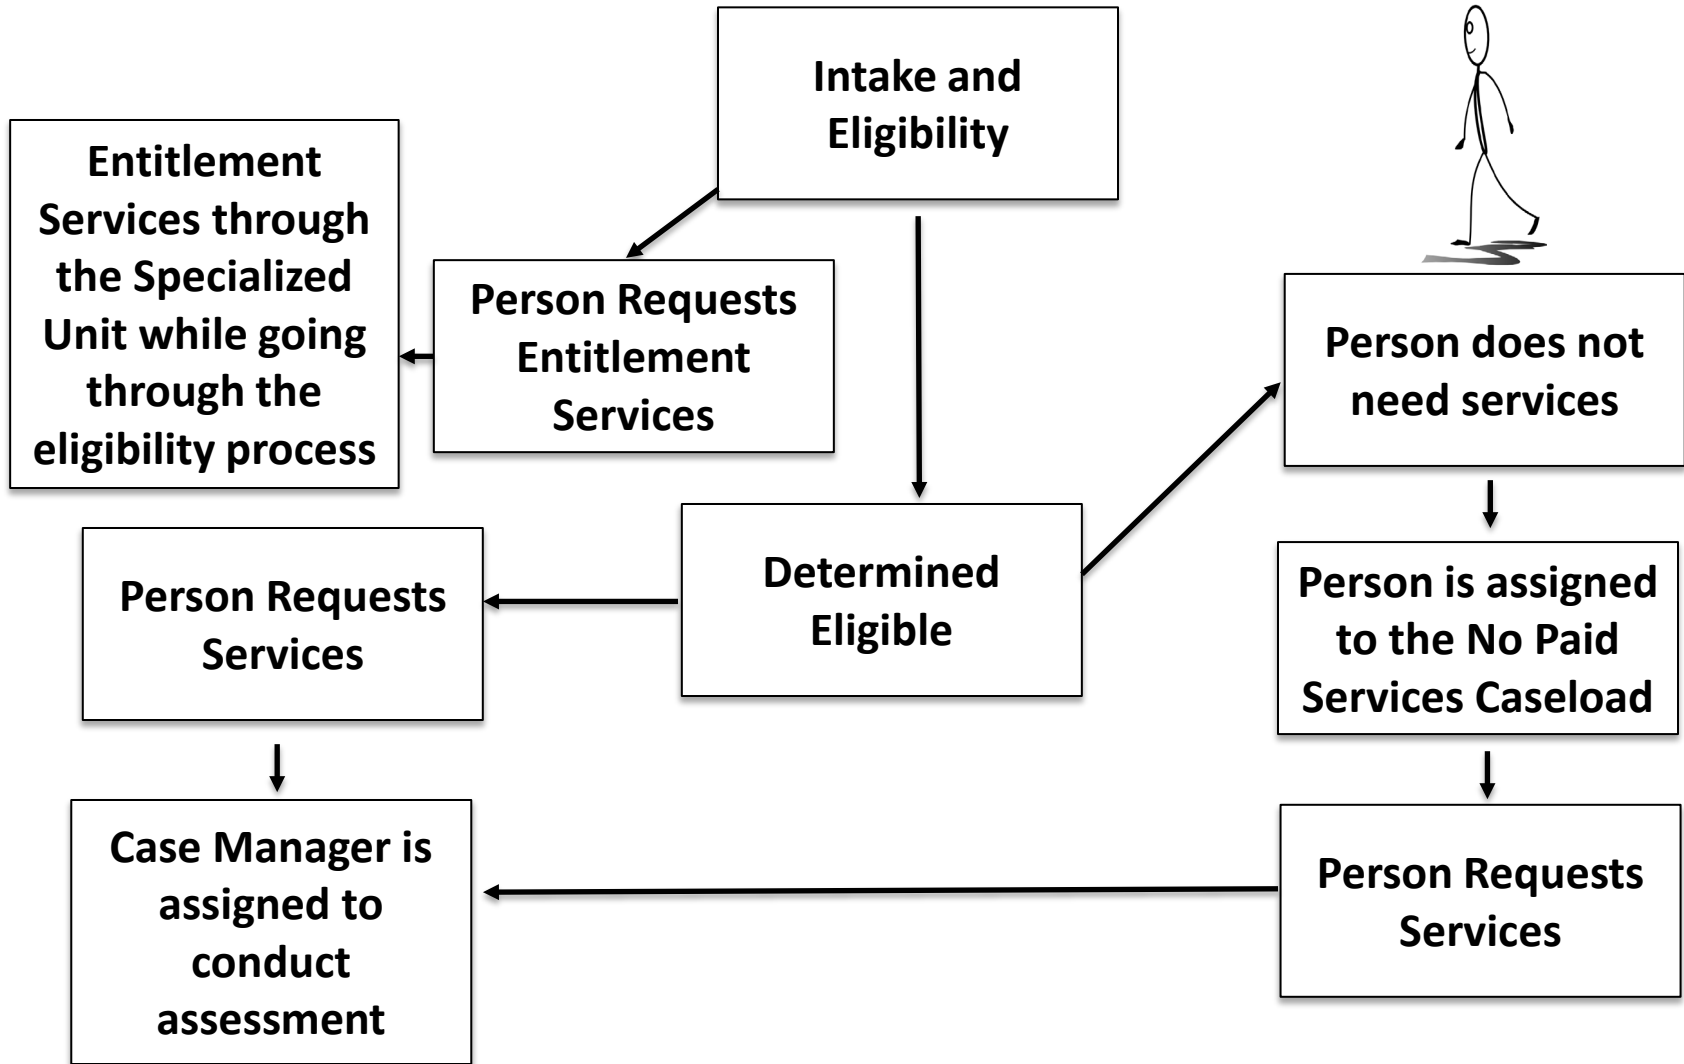 Intake and
Eligibility
Entitlement
Services through
the Specialized
Unit while going
through the
eligibility process
Person Requests
Entitlement
Services
Person does not
need services
Person Requests
Services
Determined
Eligible
Person is assigned
to the No Paid
Services Caseload
Case Manager is
assigned to
conduct
assessment
Person Requests
Services